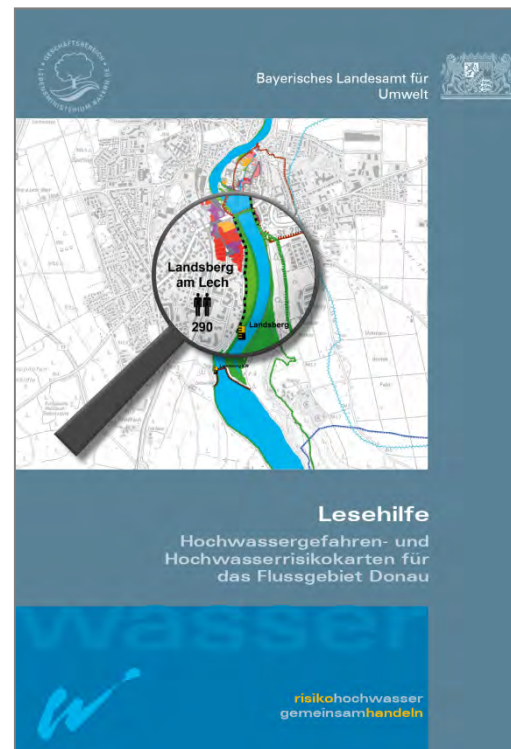 Bayerisches Landesamt für
Umwelt
Landsberg
am Lech
290
Landsberg
Lesehilfe
Hochwassergefahren- und
Hochwasserrisikokarten für
das Flussgebiet Donau
wasser
risikohochwasser
gemeinsamhandeln